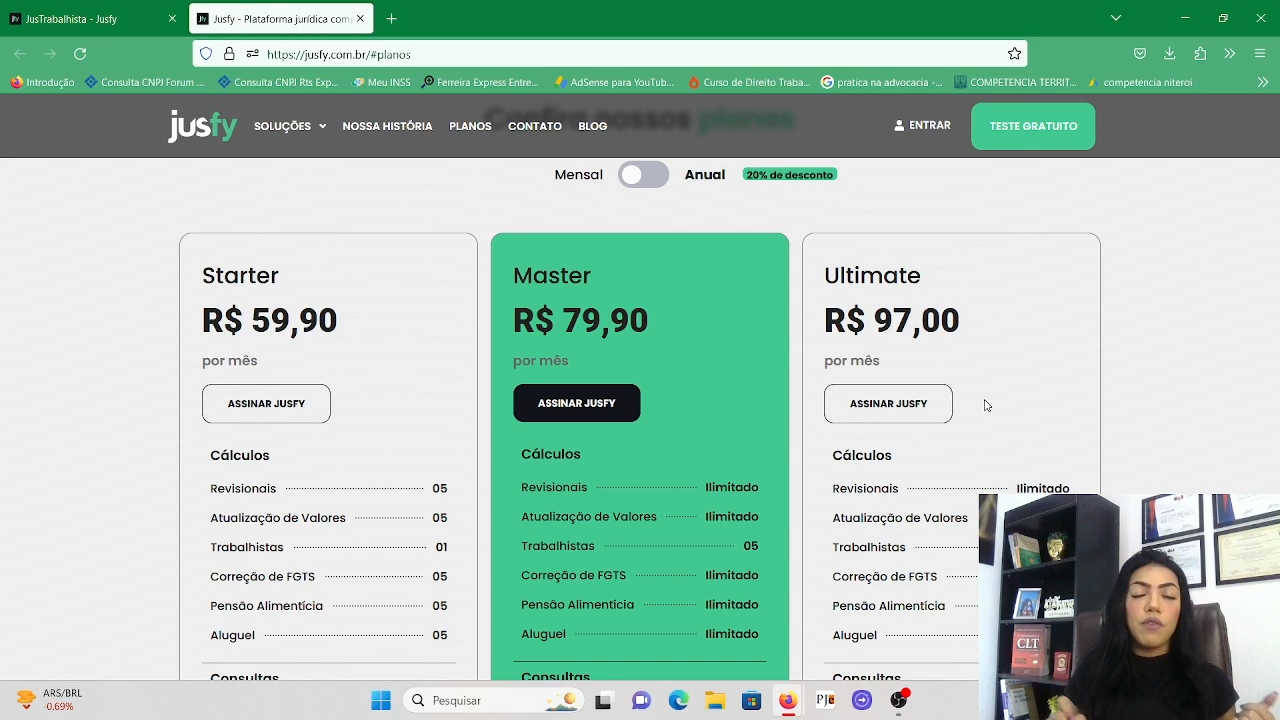 JusTrabalhista - Jusfy
Jusfy - Plataforma jurídica com
https://jusfy.com.br/#planos
Introdução
Consulta CNPJ Forum ...
Consulta CNPJ Rts Exp...
Meu INSS
Ferreira Express Entre...
AdSense para YouTub...
Curso de Direito Traba...
pratica na advocacia -...
COMPETENCIA TERRIT...
competencia niteroi
Confira nossos planos
jusfy
SOLUÇÕES
NOSSA HISTÓRIA
PLANOS
CONTATO
BLOG
ENTRAR
TESTE GRATUITO
Mensal
Anual
20% de desconto
Starter
R$ 59,90
por mês
ASSINAR JUSFY
Cálculos
Revisionais 05
Atualização de Valores 05
Trabalhistas 01
Correção de FGTS 05
Pensão Alimentícia 05
Aluguel 05
Consultas
Master
R$ 79,90
por mês
ASSINAR JUSFY
Cálculos
Revisionais Ilimitado
Atualização de Valores Ilimitado
Trabalhistas 05
Correção de FGTS Ilimitado
Pensão Alimentícia Ilimitado
Aluguel Ilimitado
Consultas
Ultimate
R$ 97,00
por mês
ASSINAR JUSFY
Cálculos
Revisionais Ilimitado
Atualização de Valores
Trabalhistas
Correção de FGTS
Pensão Alimentícia
Aluguel
Consultas
CLT
ARS/BRL
-0.69%
Pesquisar
PJe